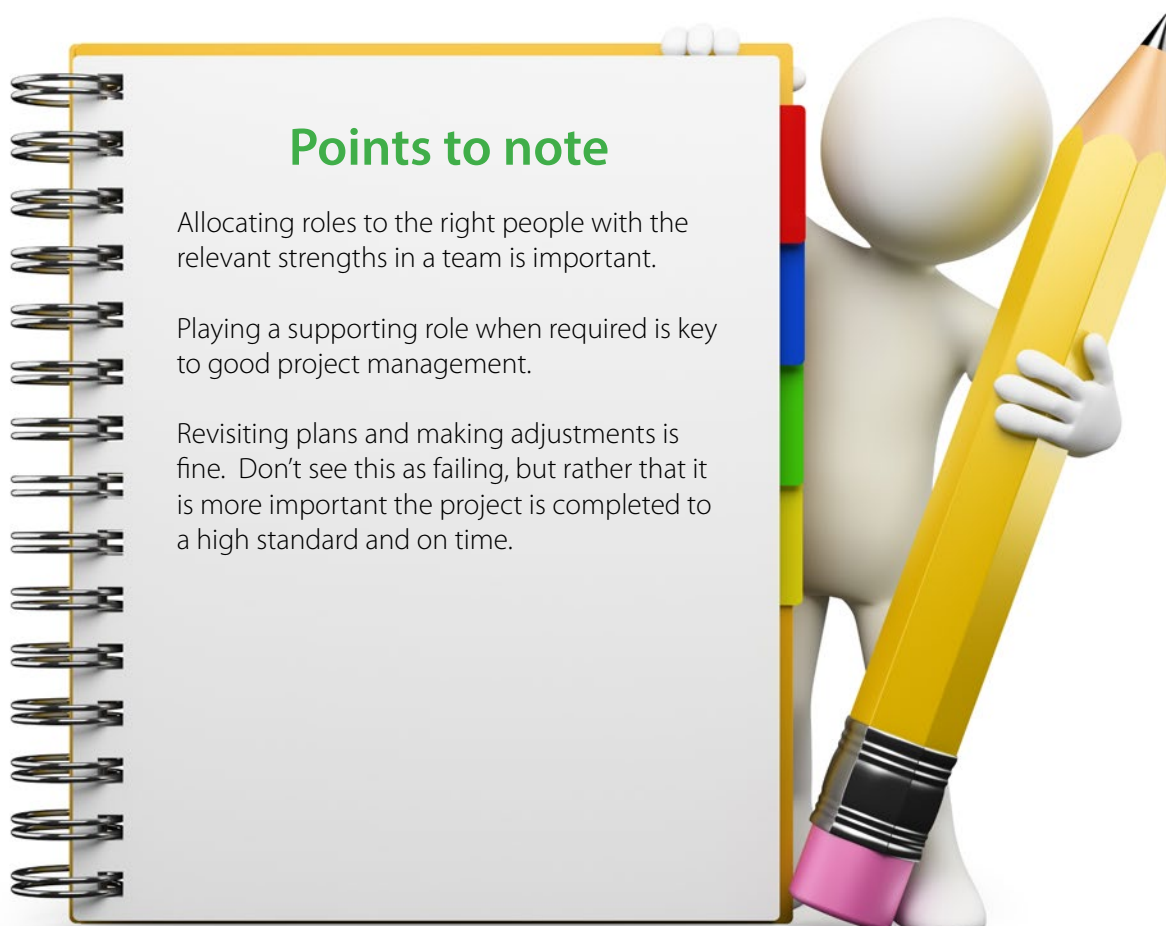 Points to note
Allocating roles to the right people with the
relevant strengths in a team is important.
Playing a supporting role when required is key
to good project management.
Revisiting plans and making adjustments is
fine.  Don’t see this as failing, but rather that it
is more important the project is completed to
a high standard and on time.